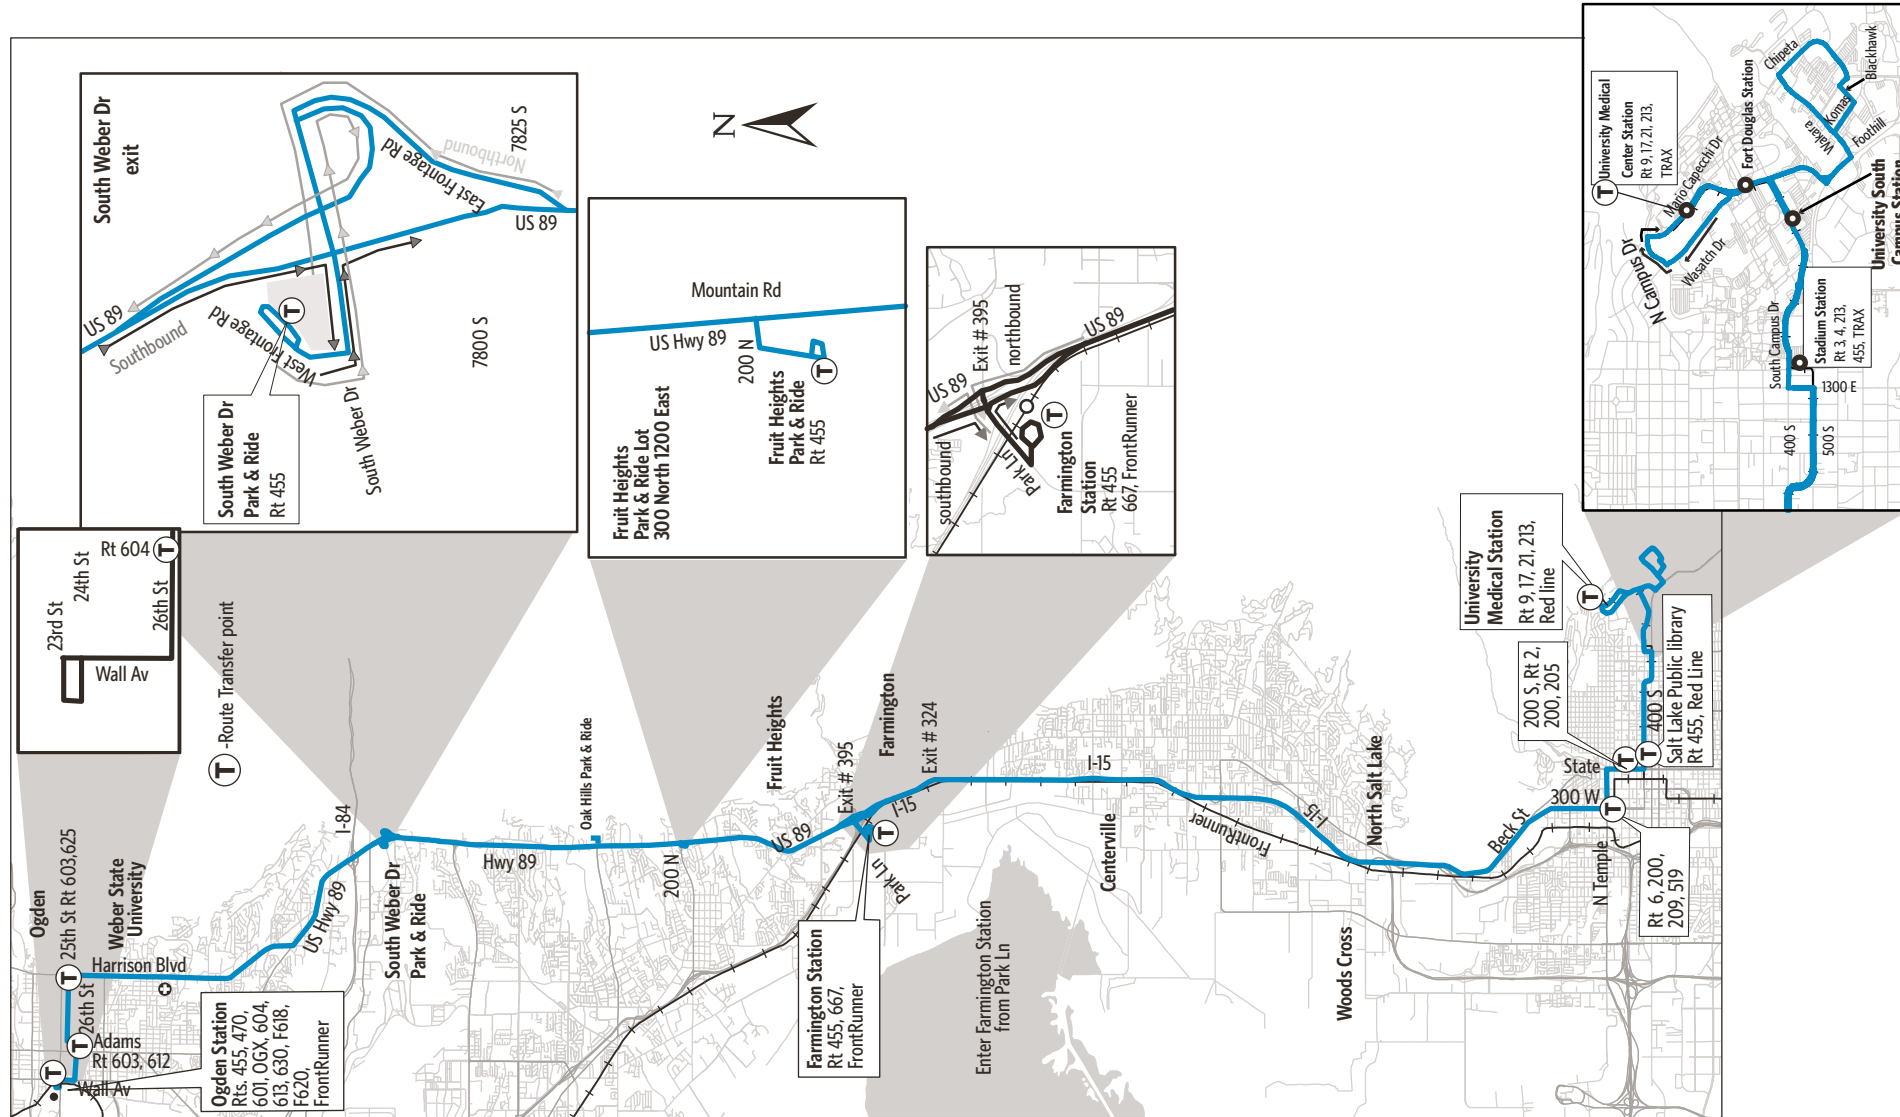 South Weber Dr
exit
US 89
Southbound
West Frontage Rd
East Frontage Rd
Northbound
7825 S
US 89
7800 S
South Weber Dr
Park & Ride
Rt 455
South Weber Dr
T
N
23rd St
24th St
Rt 604
T
26th St
Wall Av
T
-Route Transfer point
Mountain Rd
US Hwy 89
200 N
Fruit Heights
Park & Ride Lot
300 North 1200 East
Fruit Heights
Park & Ride
Rt 455
T
US 89
Exit # 395
northbound
US 89
southbound
Park Ln
T
Farmington
Station
Rt 455
667, FrontRunner
Chipeta
Blackhawk
Komas
Wakara
Foothill
Fort Douglas Station
T
University Medical
Center Station
Rt 9, 17, 21, 213,
TRAX
Mario Capecchi Dr
N Campus Dr
Wasatch Dr
University South
Campus Station
South Campus Dr
Stadium Station
Rt 3, 4, 213,
455, TRAX
1300 E
400 S
500 S
Ogden
25th St Rt 603,625
T
Weber State
University
Harrison Blvd
26th St
T
Adams
Rt 603, 612
T
Wall Av
Ogden Station
Rts. 455, 470,
601, OGX, 604,
613, 630, F618,
F620,
FrontRunner
I-84
US Hwy 89
South Weber Dr
Park & Ride
Hwy 89
Oak Hills Park & Ride
200 N
Fruit Heights
US 89
Exit # 395
Farmington
Exit # 324
I-15
T
Park Ln
Farmington Station
Rt 455, 667,
FrontRunner
Enter Farmmington Station
from Park Ln
I-15
Centerville
FrontRunner
I-15
North Salt Lake
Woods Cross
Beck St
N Temple
300 W
State
T
Rt 6, 200,
209, 519
T
200 S, Rt 2,
200, 205
T
400 S
Salt Lake Public library
Rt 455, Red Line
University
Medical Station
Rt 9, 17, 21, 213,
Red line
T